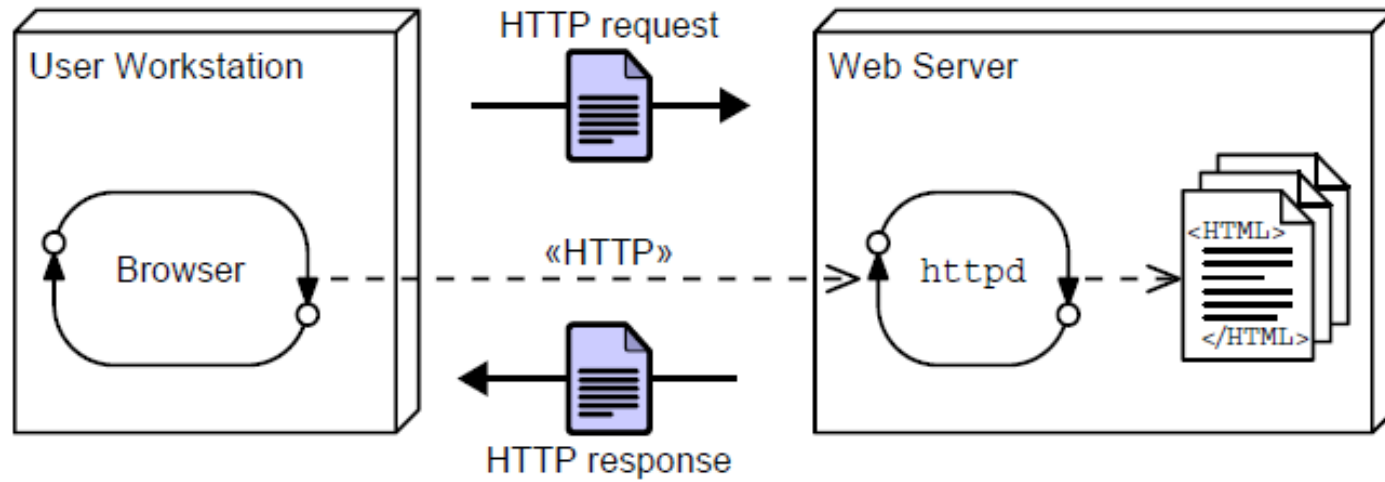 HTTP request
User Workstation
Web Server
Browser
«HTTP»
httpd
<HTML>
</HTML>
HTTP response